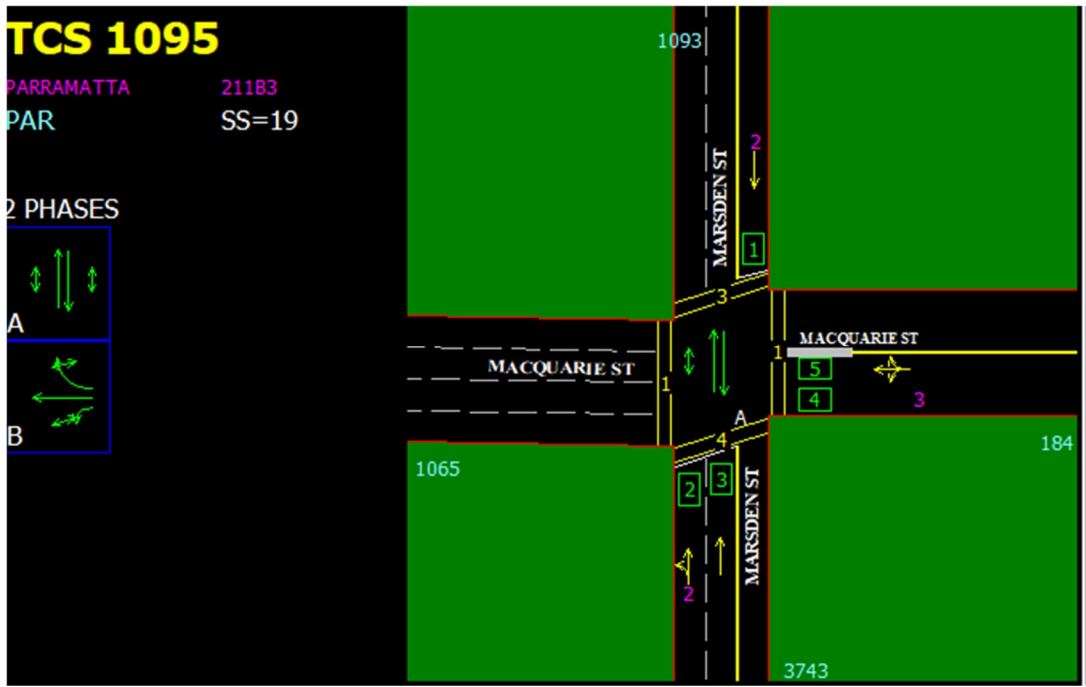 TCS 1095
PARRAMATTA 211B3
PAR SS=19
2 PHASES
A
B
1093
2
MARSDEN ST
1
3
MACQUARIE ST
1
MACQUARIE ST
1
5
4
3
A
4
1065
184
2
3
MARSDEN ST
2
3743